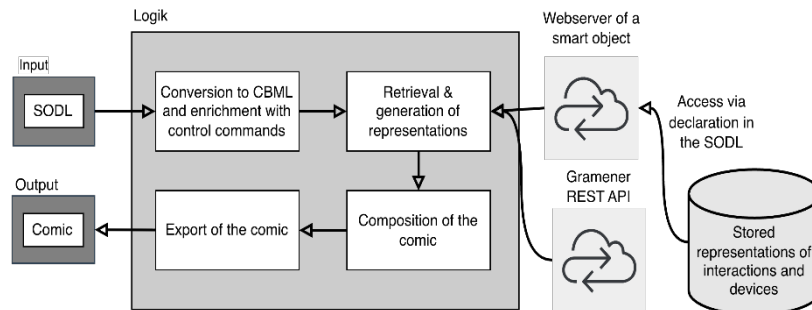 Logik
Webserver of a
smart object
Input
SODL
Conversion to CBML
and enrichment with
control commands
Retrieval &
generation of
representations
Access via
declaration in
the SODL
Output
Comic
Export of the comic
Composition of the
comic
Gramener
REST API
Stored
representations of
interactions and
devices